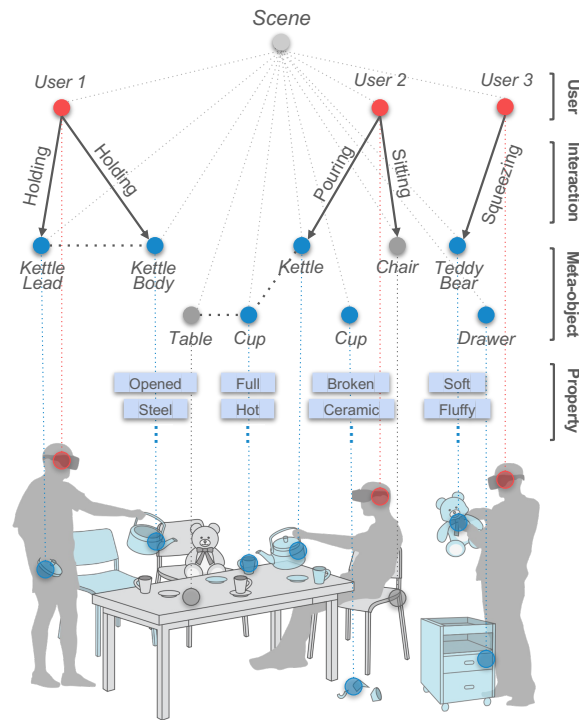 Scene
User 1
User 2
User 3
User
Holding
Holding
Pouring
Sitting
Squeezing
Interaction
Kettle
Lead
Kettle
Body
Kettle
Chair
Teddy
Bear
Meta-object
Table
Cup
Cup
Drawer
Opened
Full
Broken
Soft
Steel
Hot
Ceramic
Fluffy
Property